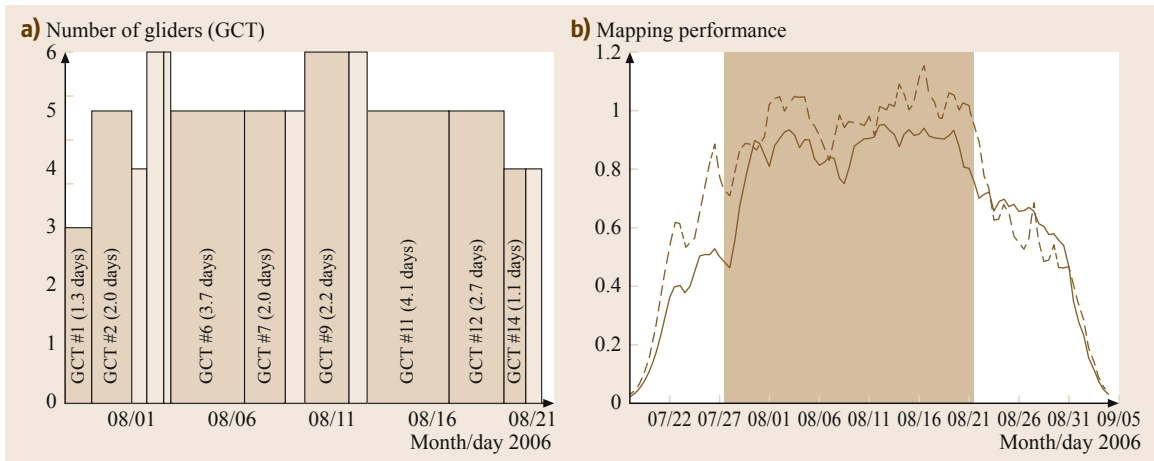 a) Number of gliders (GCT)
6
5
4
3
2
1
0
GCT #1 (1.3 days)
GCT #2 (2.0 days)
GCT #6 (3.7 days)
GCT #7 (2.0 days)
GCT #9 (2.2 days)
GCT #11 (4.1 days)
GCT #12 (2.7 days)
GCT #14 (1.1 days)
08/01 08/06 08/11 08/16 08/21
Month/day 2006
b) Mapping performance
1.2
1
0.8
0.6
0.4
0.2
0
07/22 07/27 08/01 08/06 08/11 08/16 08/21 08/26 08/31 09/05
Month/day 2006